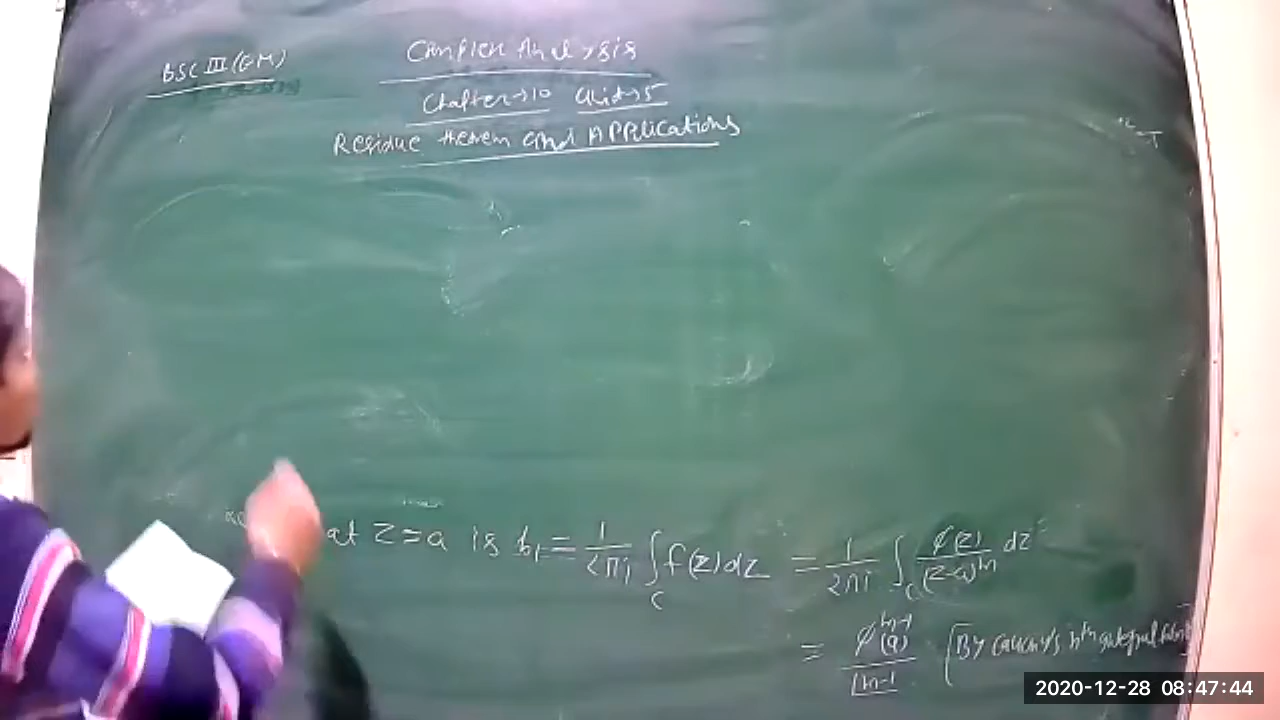 BSC III (GM)
Complex Analysis
Chapter→10 Unit→5
Residue theorem and APPlications
at z=a is b₁ = 1/2πi ∫_C f(z)dz = 1/2πi ∫_C φ(z)/(z-a)^m dz
= φ^{m-1}(a)/|m-1 [By Cauchy's nth integral
2020-12-28 08:47:44